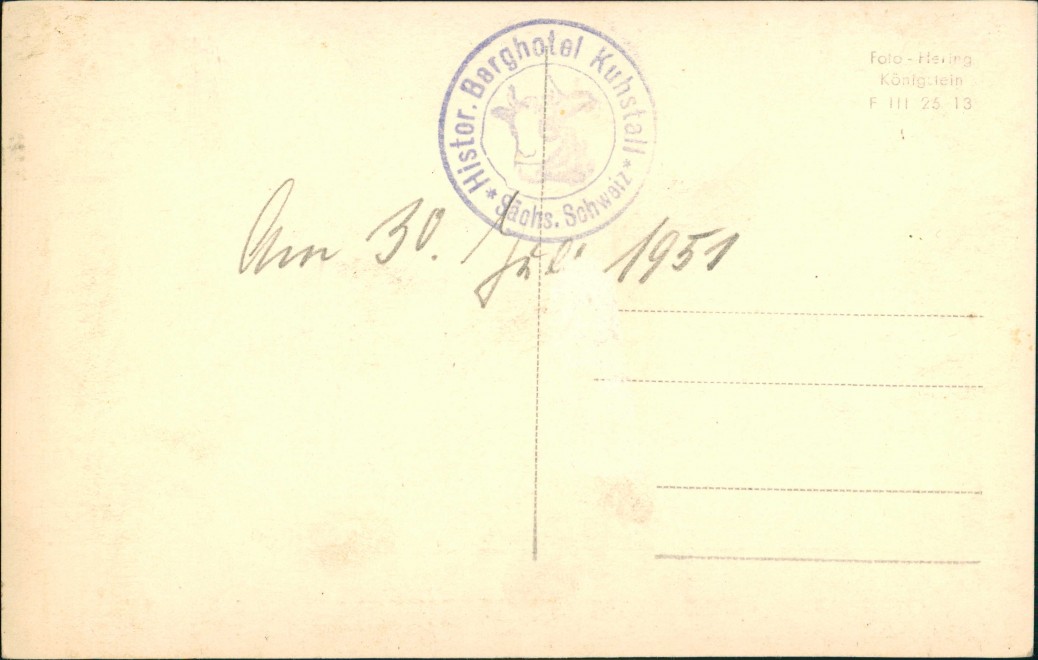 * Histor. Berghotel Kuhstall *
Sächs. Schweiz
Foto - Hering
Königstein
F III 25 13
Am 30. Juli 1951